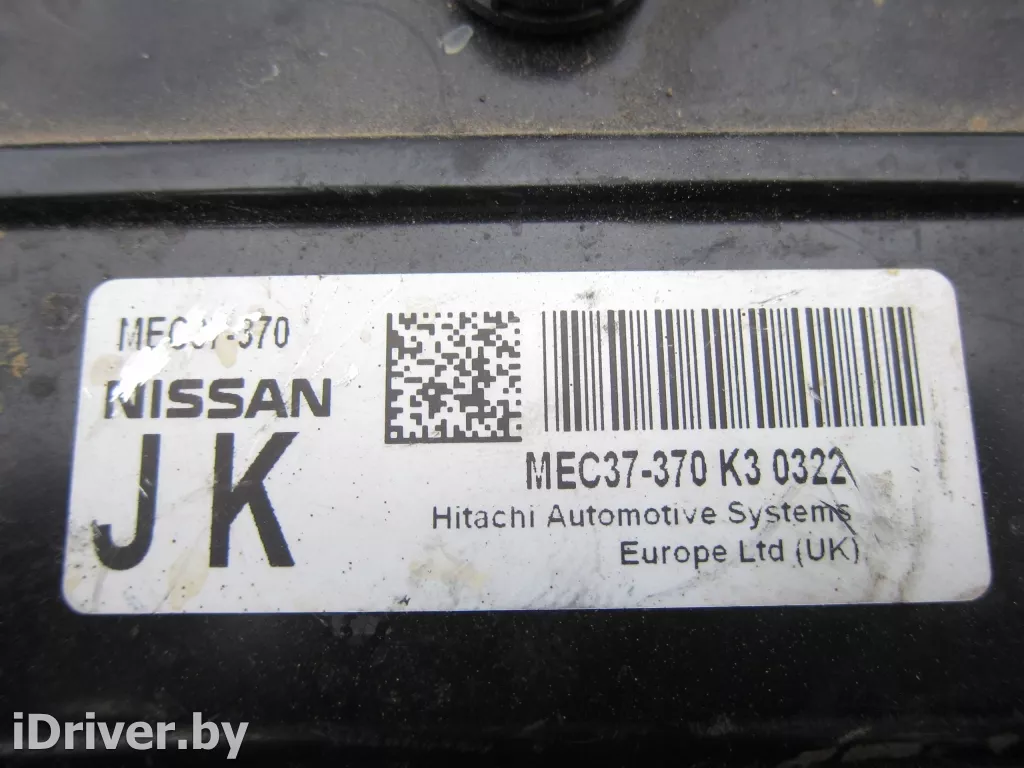 MEC37-370
NISSAN
JK
MEC37-370 K3 0322
Hitachi Automotive Systems
Europe Ltd (UK)
iDriver.by